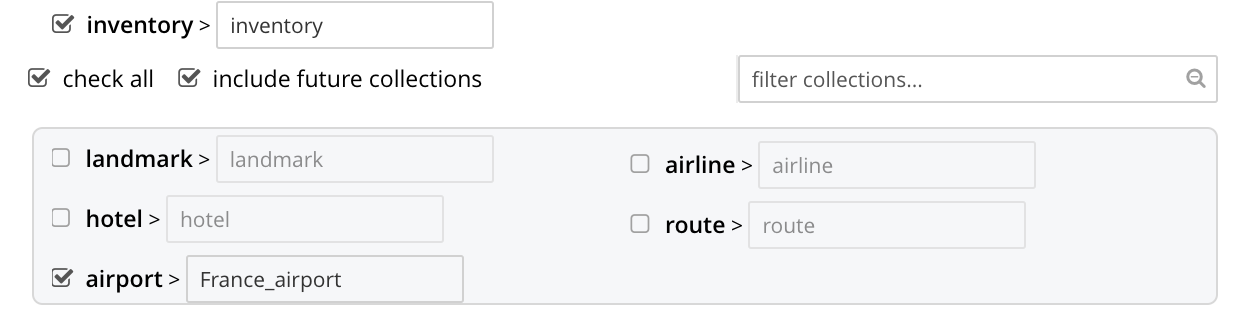 inventory > inventory
check all include future collections filter collections...
landmark > landmark airline > airline
hotel > hotel route > route
airport > France_airport